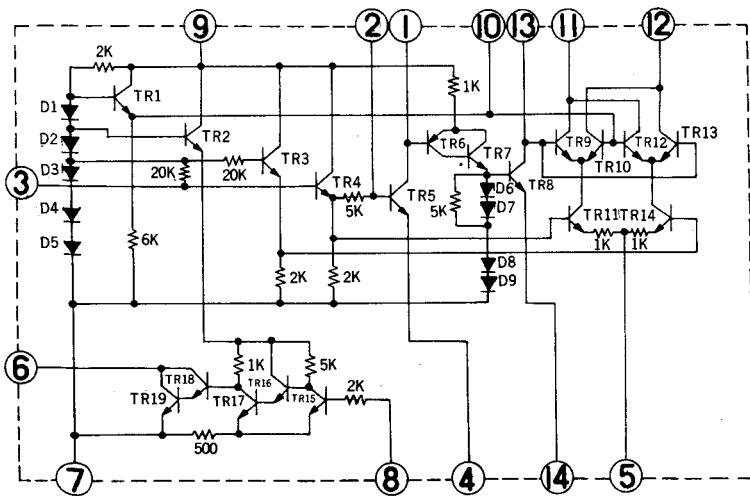 9 2 1 10 13 11 12
2K
TR1
1K
D1
TR2
TR6
TR9
TR12
TR13
D2
TR3
TR7
TR10
D3
20K
20K
TR4
TR5
D6
TR8
3
5K
5K
D7
D4
TR11
TR14
D5
6K
1K
1K
2K
2K
D8
D9
6
1K
5K
TR18
TR16
2K
TR19
TR17
TR15
500
7 8 4 14 5